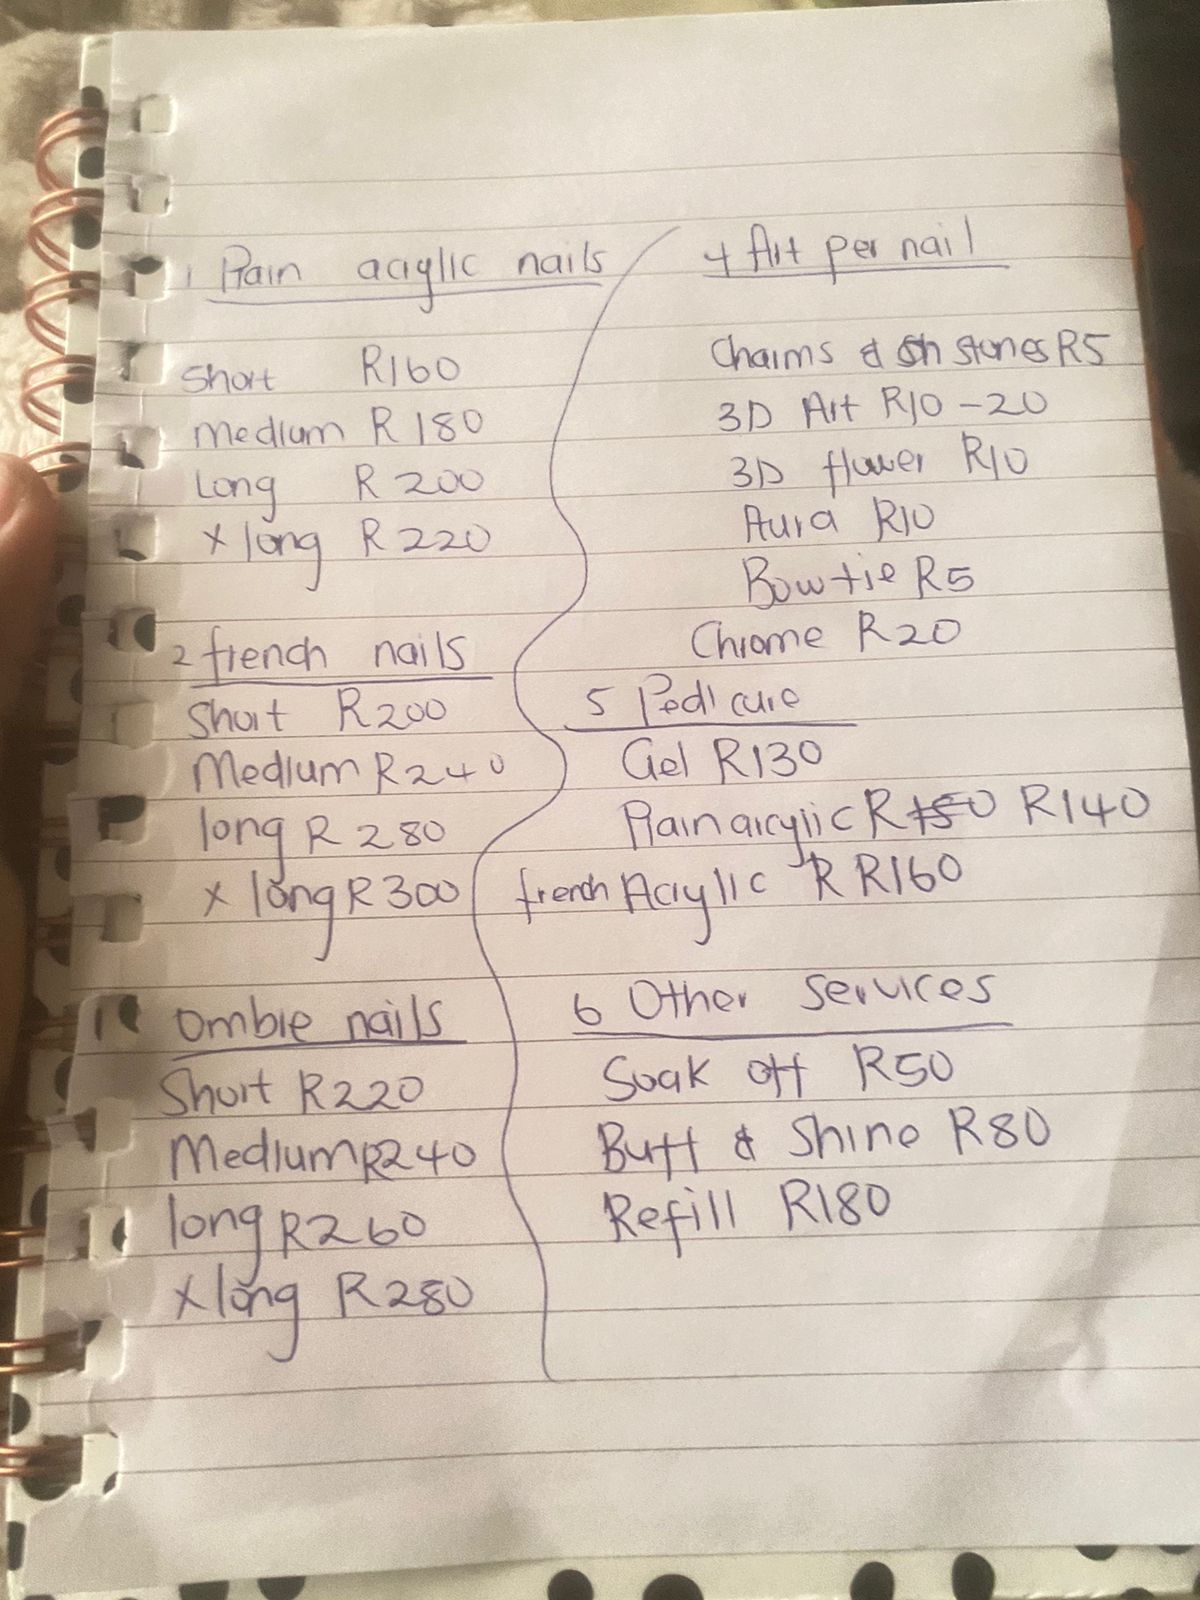 1 Plain acrylic nails
Short R160
Medium R180
Long R200
x long R220
2 french nails
Short R200
Medium R240
long R280
x long R300
Ombre nails
Short R220
Medium R240
long R260
x long R280
4 Art per nail
Charms & stones R5
3D Art R10-20
3D flower R10
Aura R10
Bowtie R5
Chrome R20
5 Pedicure
Gel R130
Plain acrylic R150 R140
french Acrylic R R160
6 Other services
Soak off R50
Buff & Shine R80
Refill R180